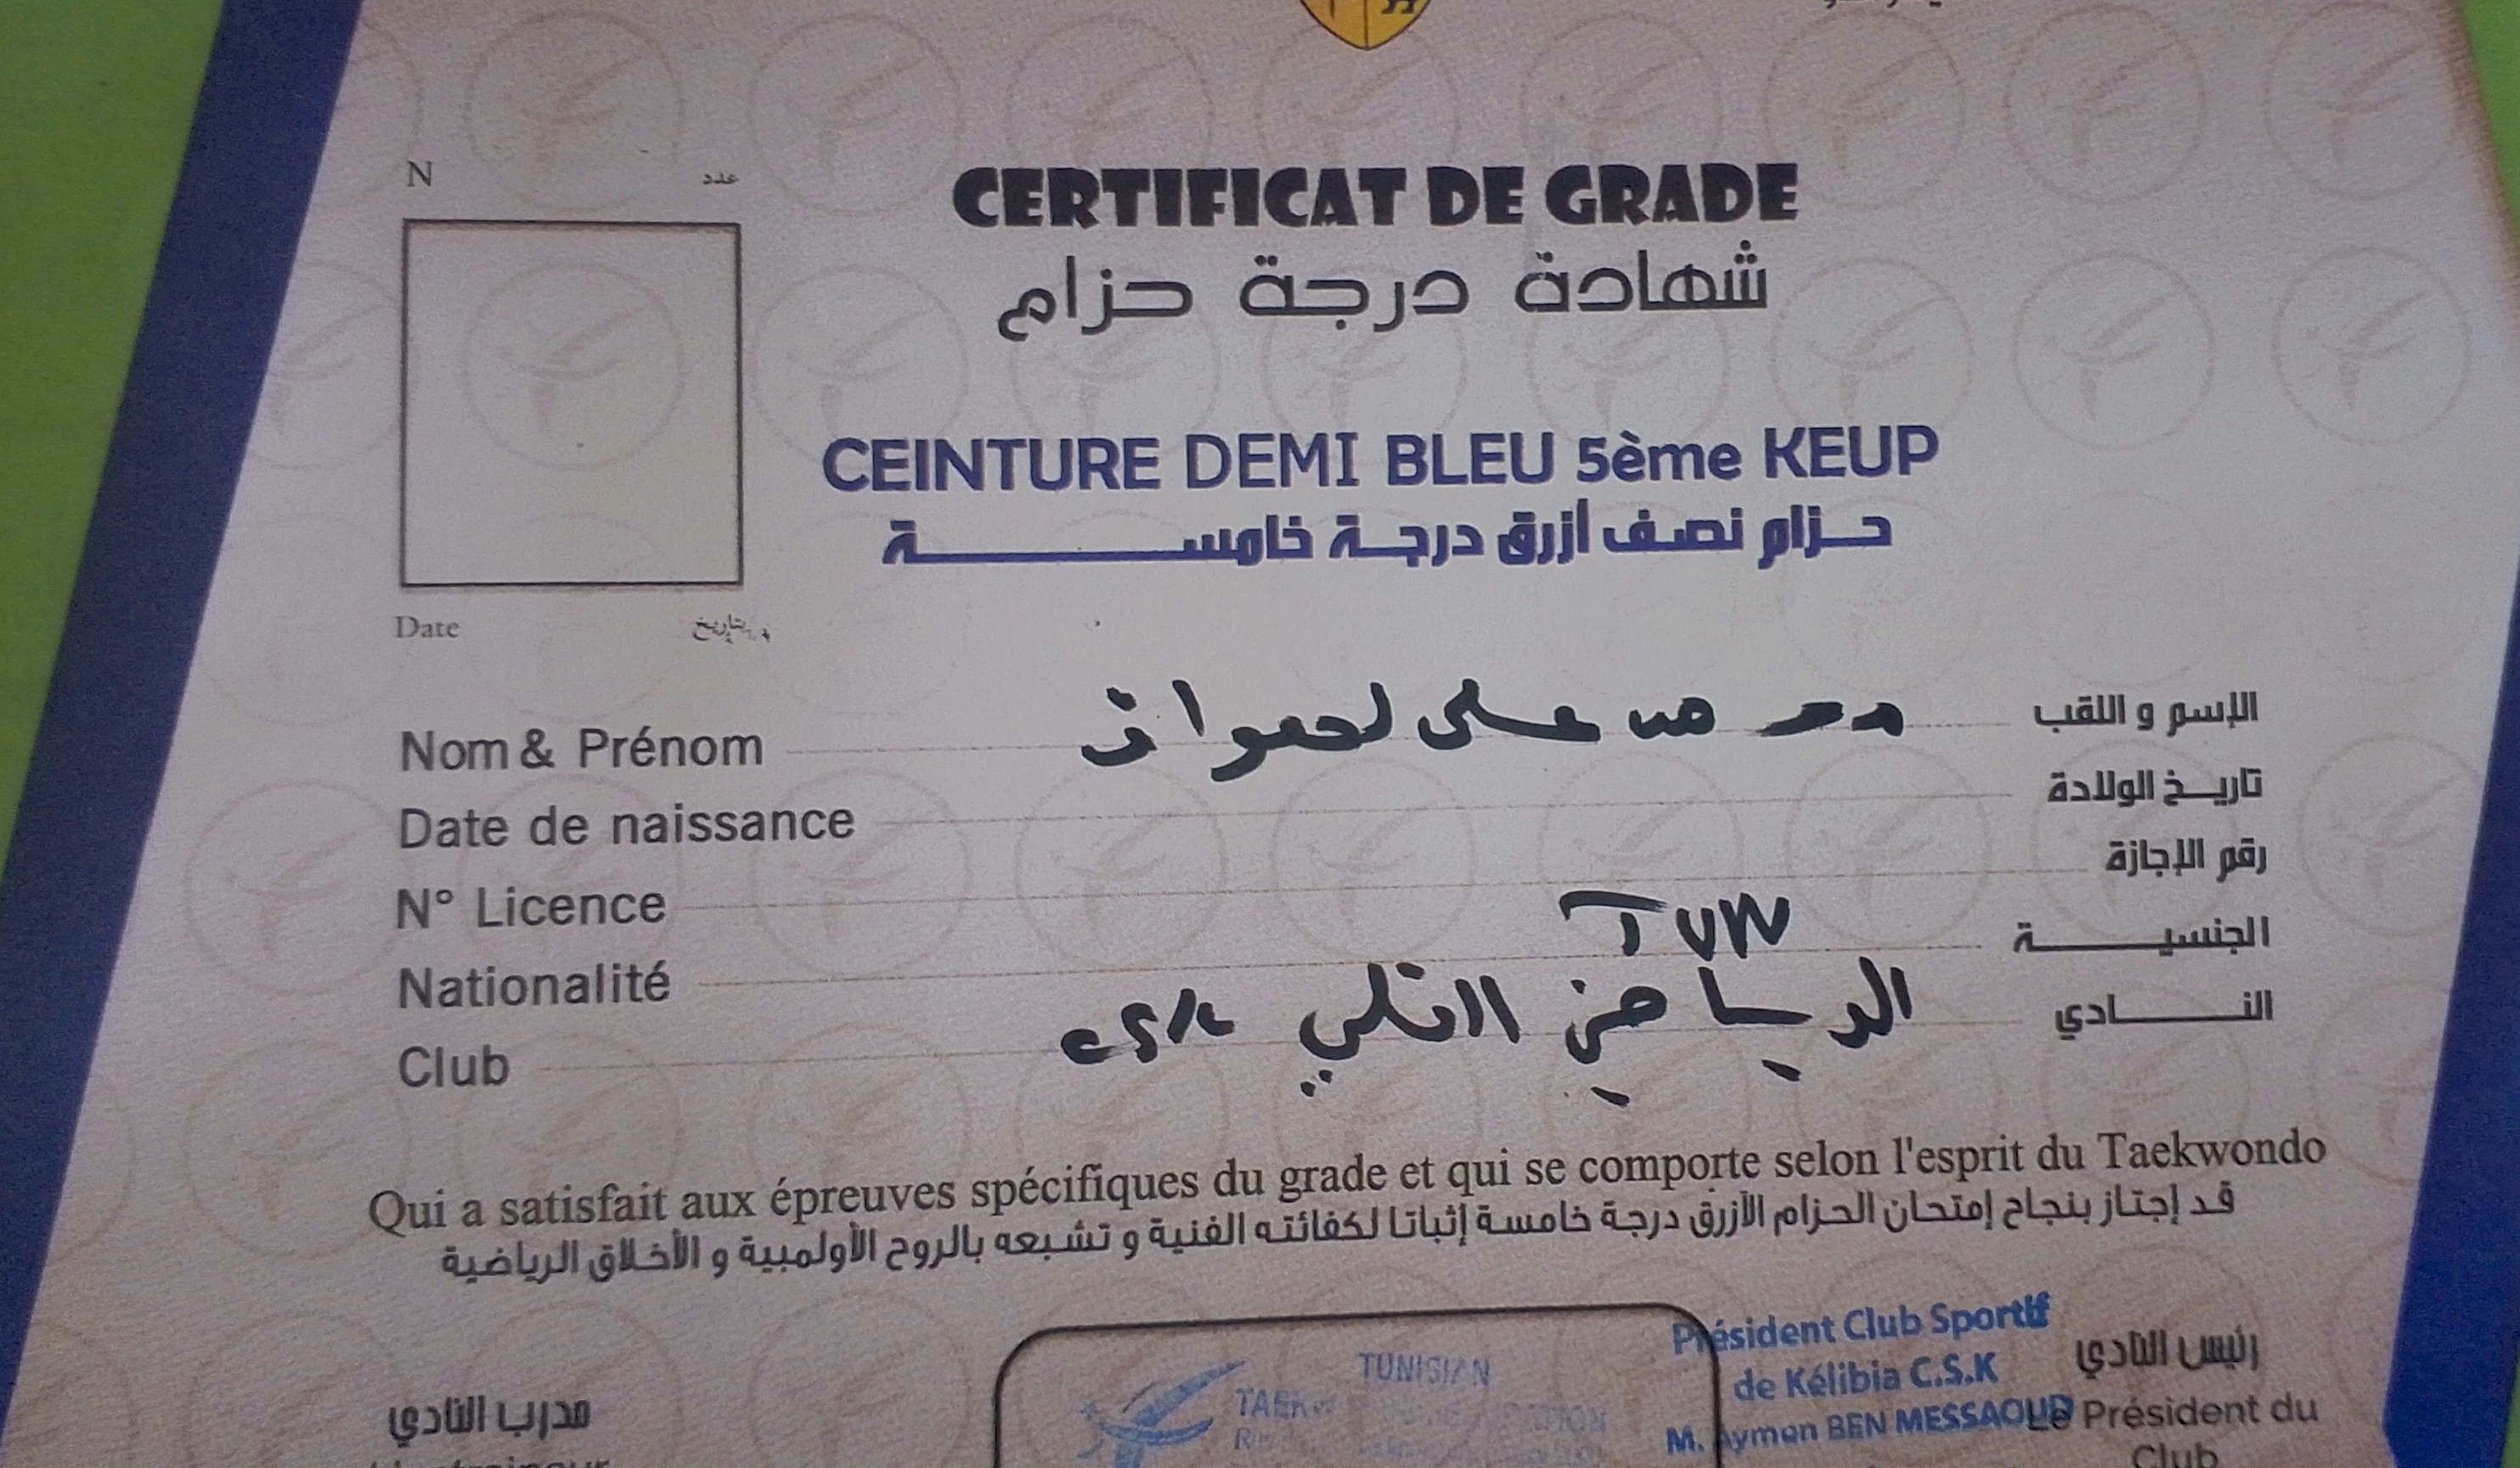 N عدد
CERTIFICAT DE GRADE
شهادة درجة حزام
CEINTURE DEMI BLEU 5ème KEUP
حزام نصف أزرق درجة خامسة
Date بتاريخ
Nom & Prénom محمد علي الإسم و اللقب
Date de naissance تاريخ الولادة
N° Licence رقم الإجازة
Nationalité TUN الجنسية
Club الرياضي القليبي CSK النادي
Qui a satisfait aux épreuves spécifiques du grade et qui se comporte selon l'esprit du Taekwondo
قد إجتاز بنجاح إمتحان الحزام الأزرق درجة خامسة إثباتا لكفائته الفنية و تشبعه بالروح الأولمبية و الأخلاق الرياضية
Président Club Sportif
de Kélibia C.S.K
M. Aymen BEN MESSAOUD
رئيس النادي
Le Président du
Club
TUNISIAN
مدرب النادي